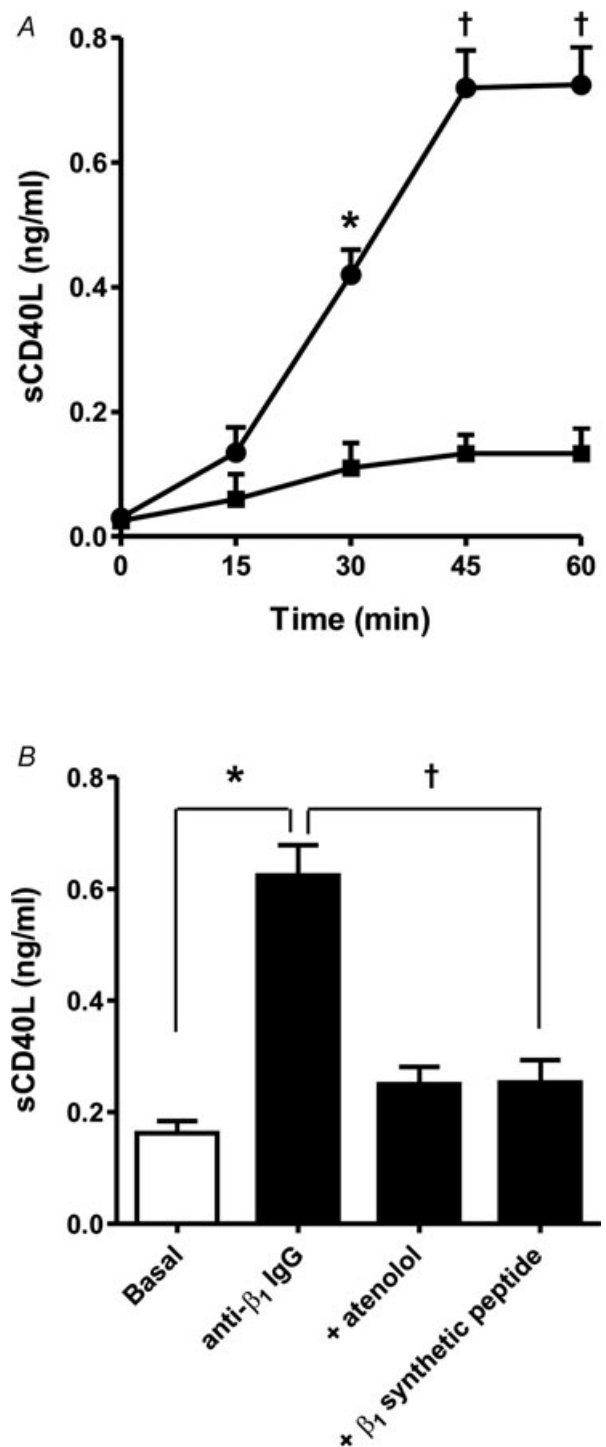 A
† †
0.8
0.6
*
0.4
0.2
0.0
sCD40L (ng/ml)
0 15 30 45 60
Time (min)
B
* †
0.8
0.6
0.4
0.2
0.0
sCD40L (ng/ml)
Basal
anti-β₁ IgG
+ atenolol
+ β₁ synthetic peptide